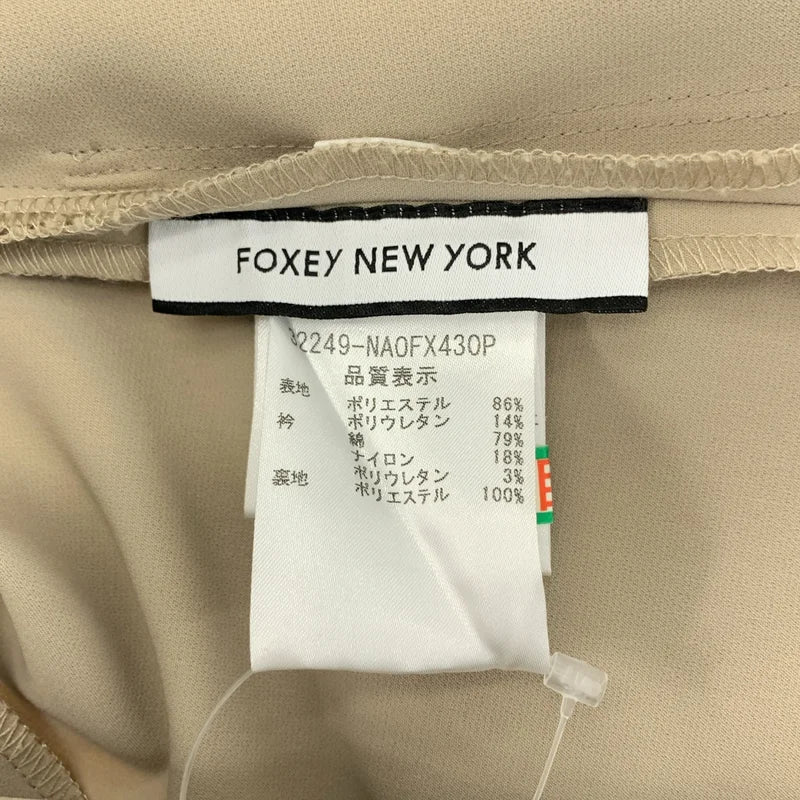 FOXEY NEW YORK
32249-NAOFX430P
品質表示
表地 ポリエステル 86%
衿 ポリウレタン 14%
綿 79%
ナイロン 18%
裏地 ポリウレタン 3%
ポリエステル 100%